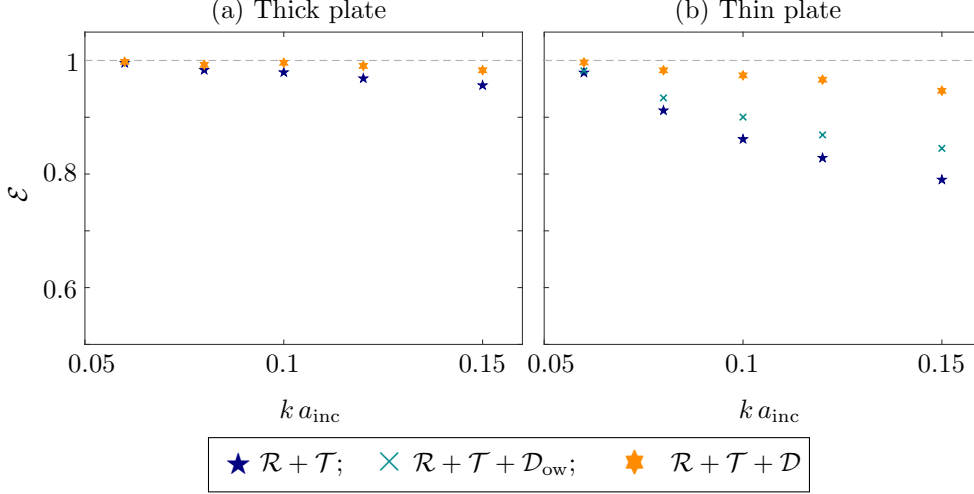 (a) Thick plate
(b) Thin plate
1
0.8
0.6
ℰ
0.05 0.1 0.15
0.05 0.1 0.15
k a_inc
k a_inc
ℛ + 𝒯; ℛ + 𝒯 + 𝒟_ow; ℛ + 𝒯 + 𝒟